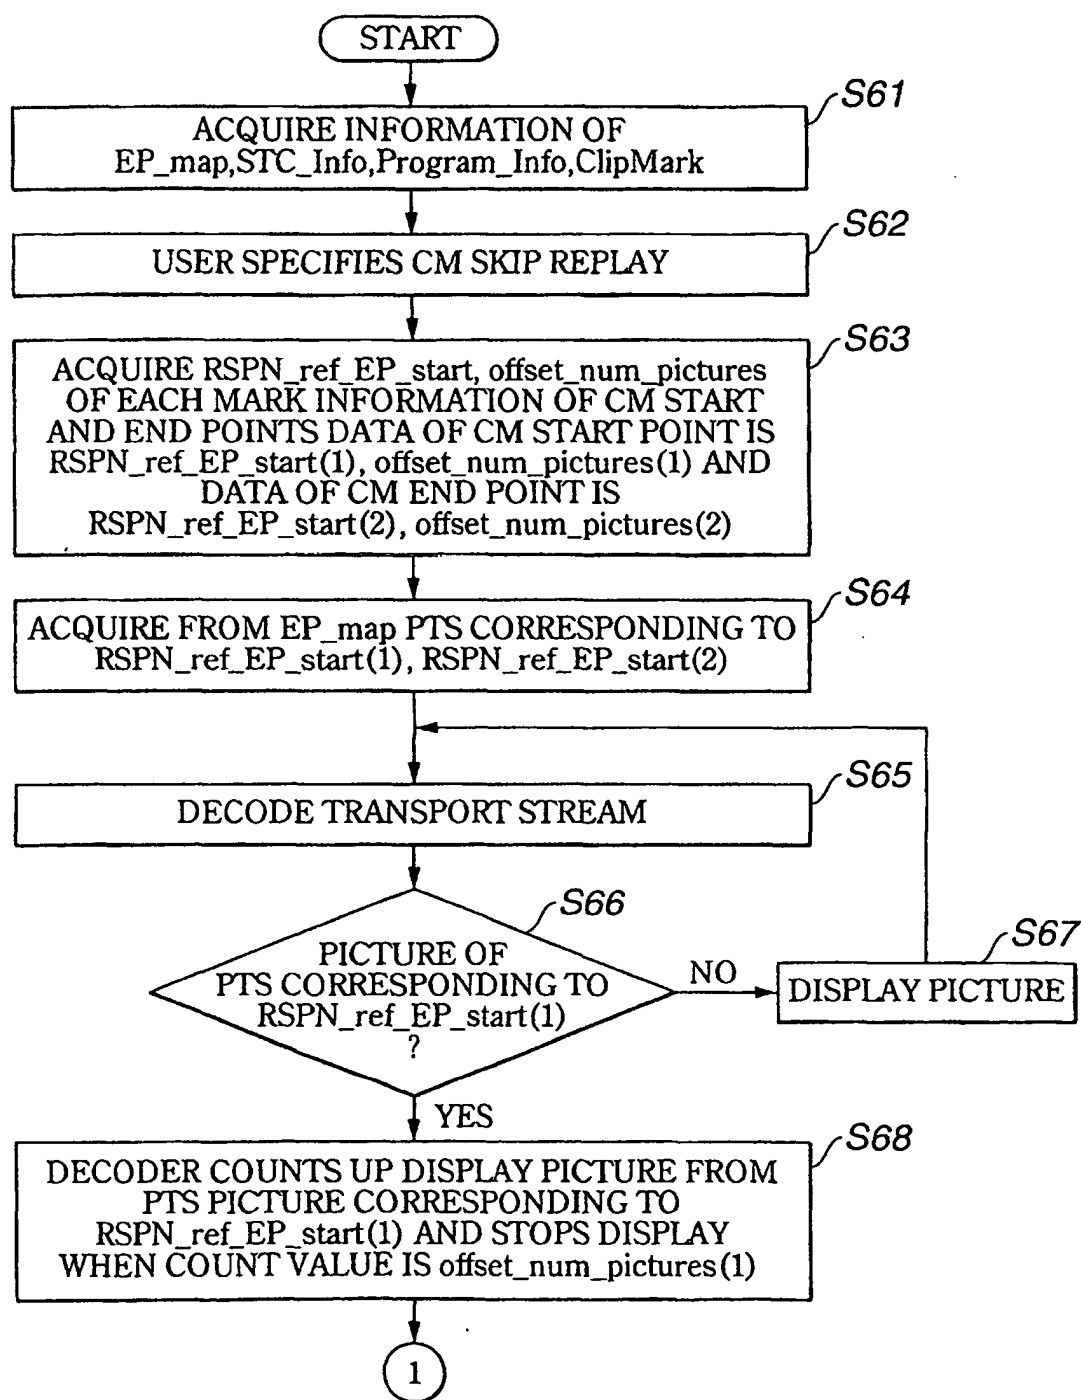 START
S61
ACQUIRE INFORMATION OF
EP_map,STC_Info,Program_Info,ClipMark
S62
USER SPECIFIES CM SKIP REPLAY
S63
ACQUIRE RSPN_ref_EP_start, offset_num_pictures
OF EACH MARK INFORMATION OF CM START
AND END POINTS DATA OF CM START POINT IS
RSPN_ref_EP_start(1), offset_num_pictures(1) AND
DATA OF CM END POINT IS
RSPN_ref_EP_start(2), offset_num_pictures(2)
S64
ACQUIRE FROM EP_map PTS CORRESPONDING TO
RSPN_ref_EP_start(1), RSPN_ref_EP_start(2)
S65
DECODE TRANSPORT STREAM
S66
PICTURE OF
PTS CORRESPONDING TO
RSPN_ref_EP_start(1)
?
NO
S67
DISPLAY PICTURE
YES
S68
DECODER COUNTS UP DISPLAY PICTURE FROM
PTS PICTURE CORRESPONDING TO
RSPN_ref_EP_start(1) AND STOPS DISPLAY
WHEN COUNT VALUE IS offset_num_pictures(1)
1